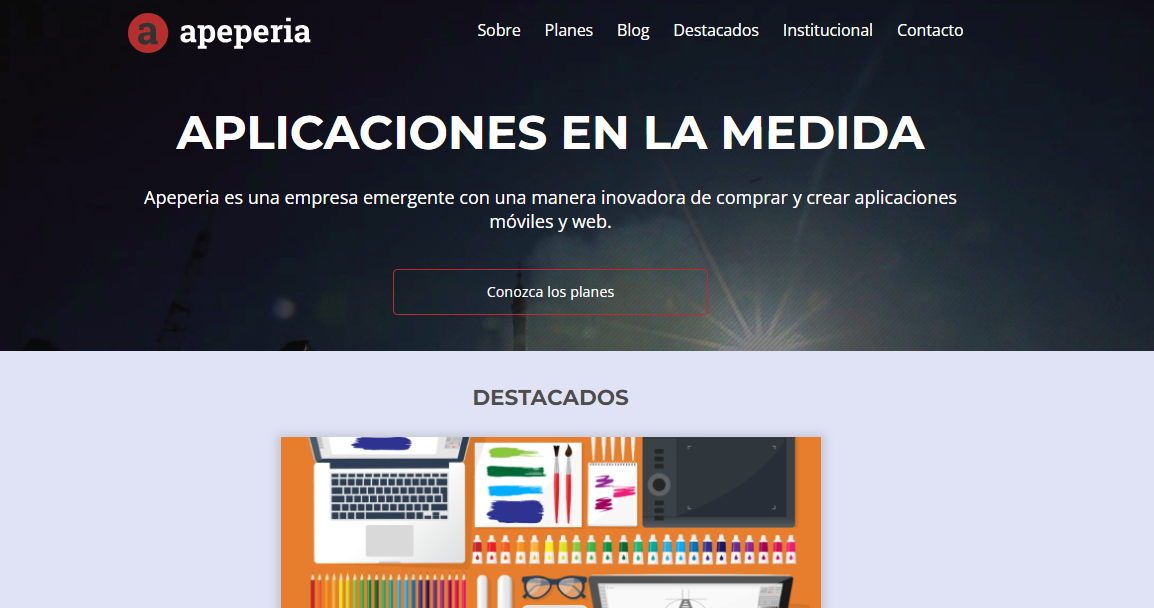 a apeperia
Sobre Planes Blog Destacados Institucional Contacto
APLICACIONES EN LA MEDIDA
Apeperia es una empresa emergente con una manera inovadora de comprar y crear aplicaciones
móviles y web.
Conozca los planes
DESTACADOS